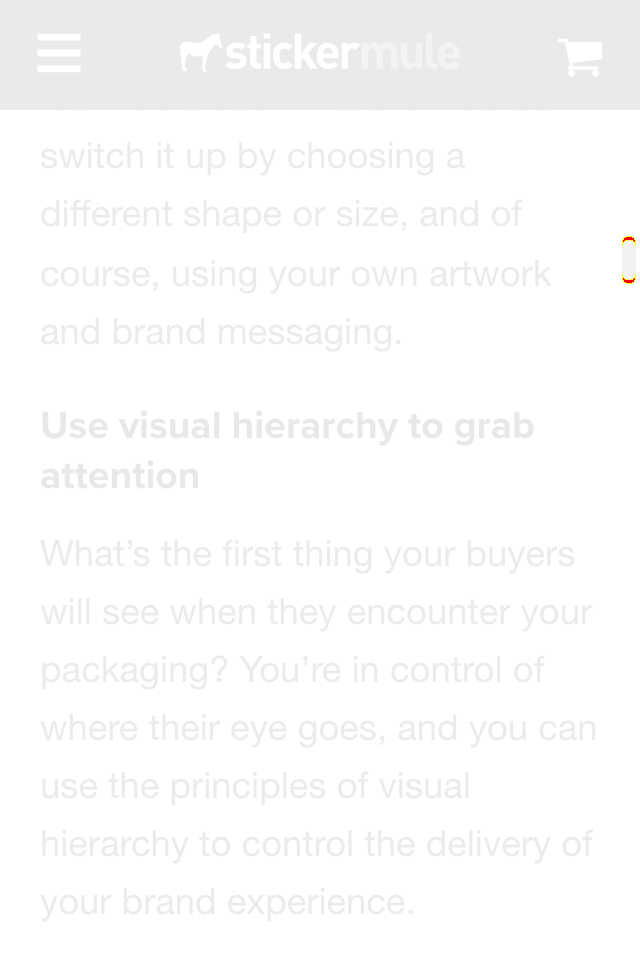 stickermule
switch it up by choosing a
different shape or size, and of
course, using your own artwork
and brand messaging.
Use visual hierarchy to grab
attention
What’s the first thing your buyers
will see when they encounter your
packaging? You’re in control of
where their eye goes, and you can
use the principles of visual
hierarchy to control the delivery of
your brand experience.